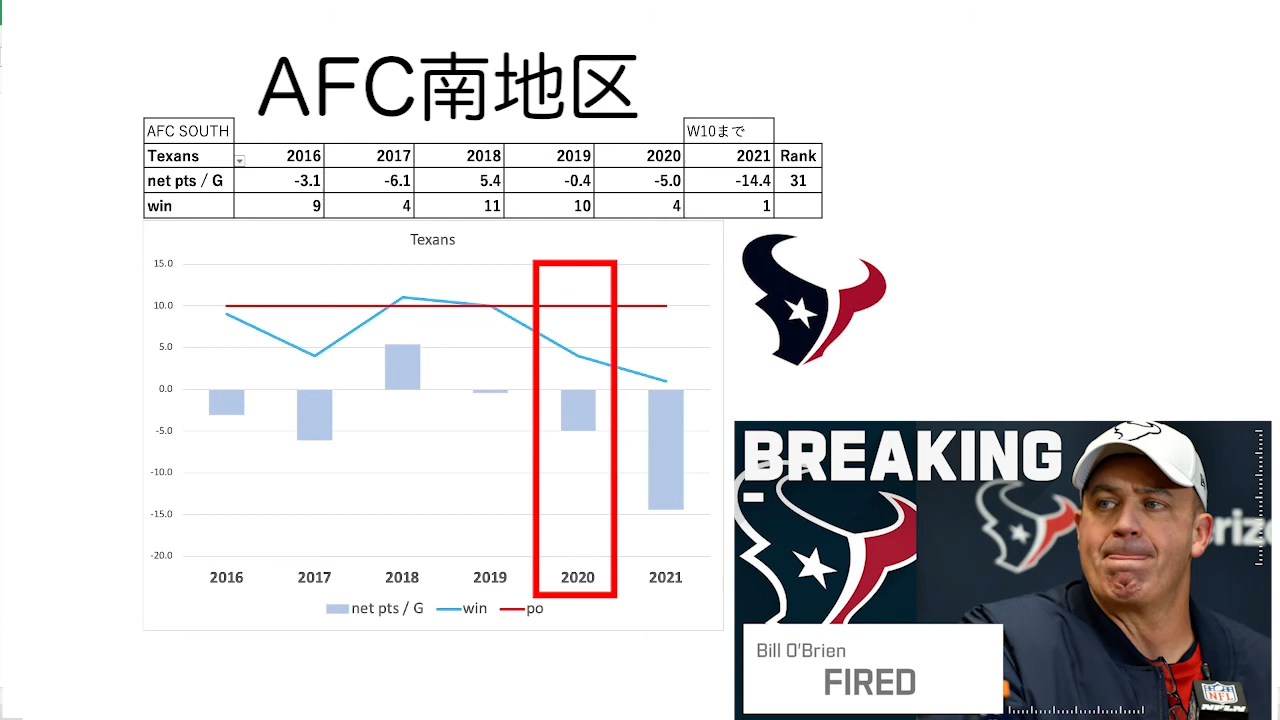 AFC南地区
AFC SOUTH W10まで
Texans 2016 2017 2018 2019 2020 2021 Rank
net pts / G -3.1 -6.1 5.4 -0.4 -5.0 -14.4 31
win 9 4 11 10 4 1
Texans
15.0
10.0
5.0
0.0
-5.0
-10.0
-15.0
-20.0
2016 2017 2018 2019 2020 2021
net pts / G win po
BREAKING
rizo
Bill O'Brien
FIRED
NFL
NFLN